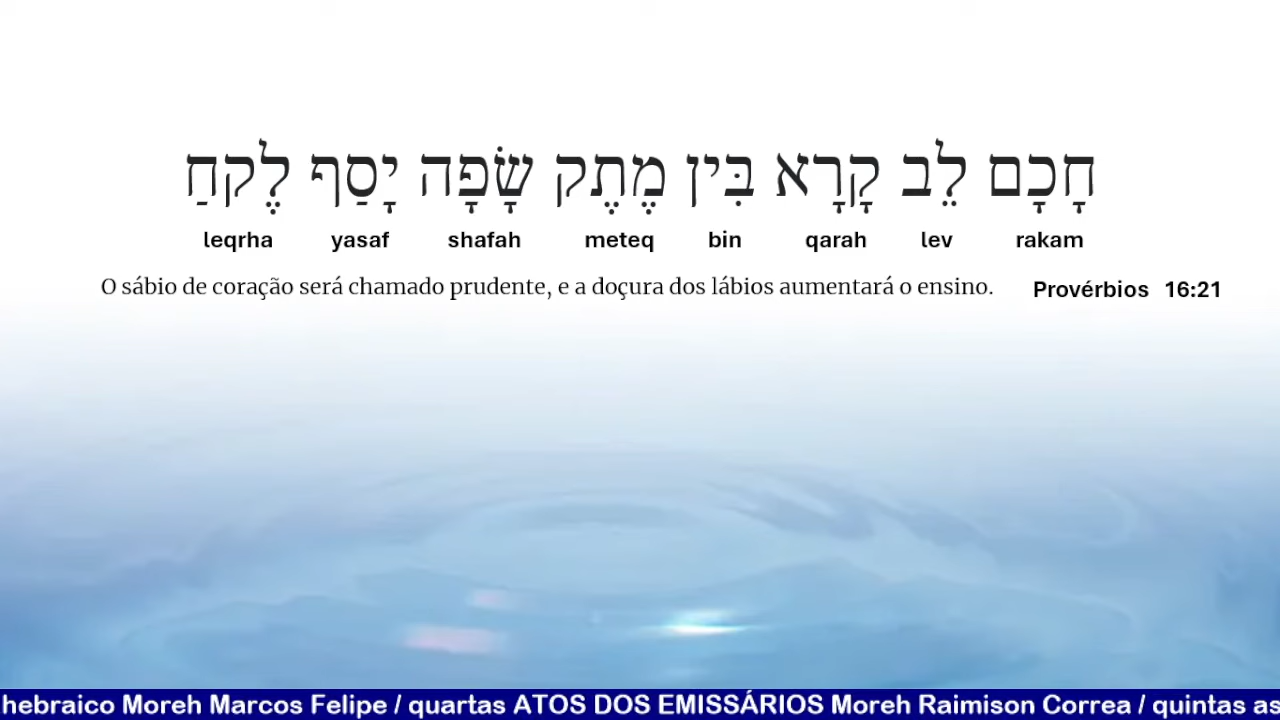 חָכָם לֵב קָרָא בִּין מֶתֶק שָׂפָה יָסַף לֶקַח
leqrha yasaf shafah meteq bin qarah lev rakam
O sábio de coração será chamado prudente, e a doçura dos lábios aumentará o ensino. Provérbios 16:21
hebraico Moreh Marcos Felipe / quartas ATOS DOS EMISSÁRIOS Moreh Raimison Correa / quintas as